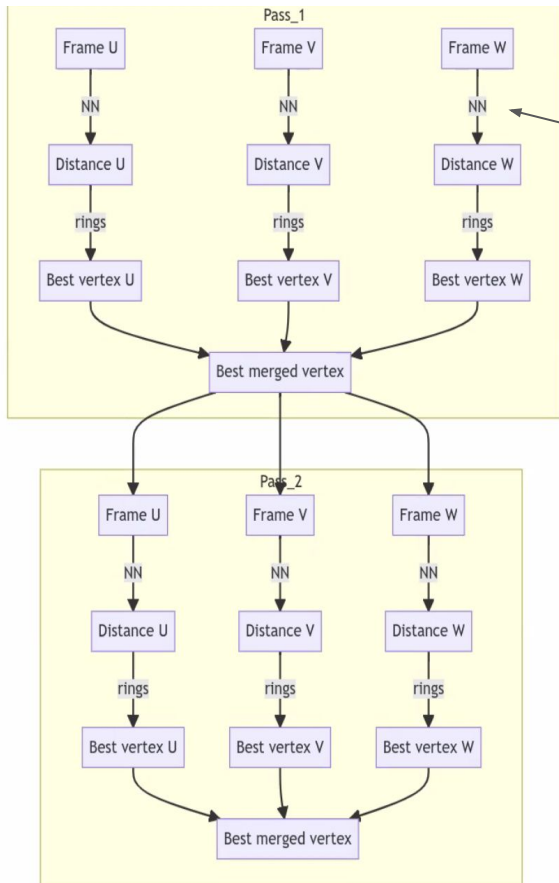 Pass_1
Frame U Frame V Frame W
NN NN NN
Distance U Distance V Distance W
rings rings rings
Best vertex U Best vertex V Best vertex W
Best merged vertex
Pass_2
Frame U Frame V Frame W
NN NN NN
Distance U Distance V Distance W
rings rings rings
Best vertex U Best vertex V Best vertex W
Best merged vertex